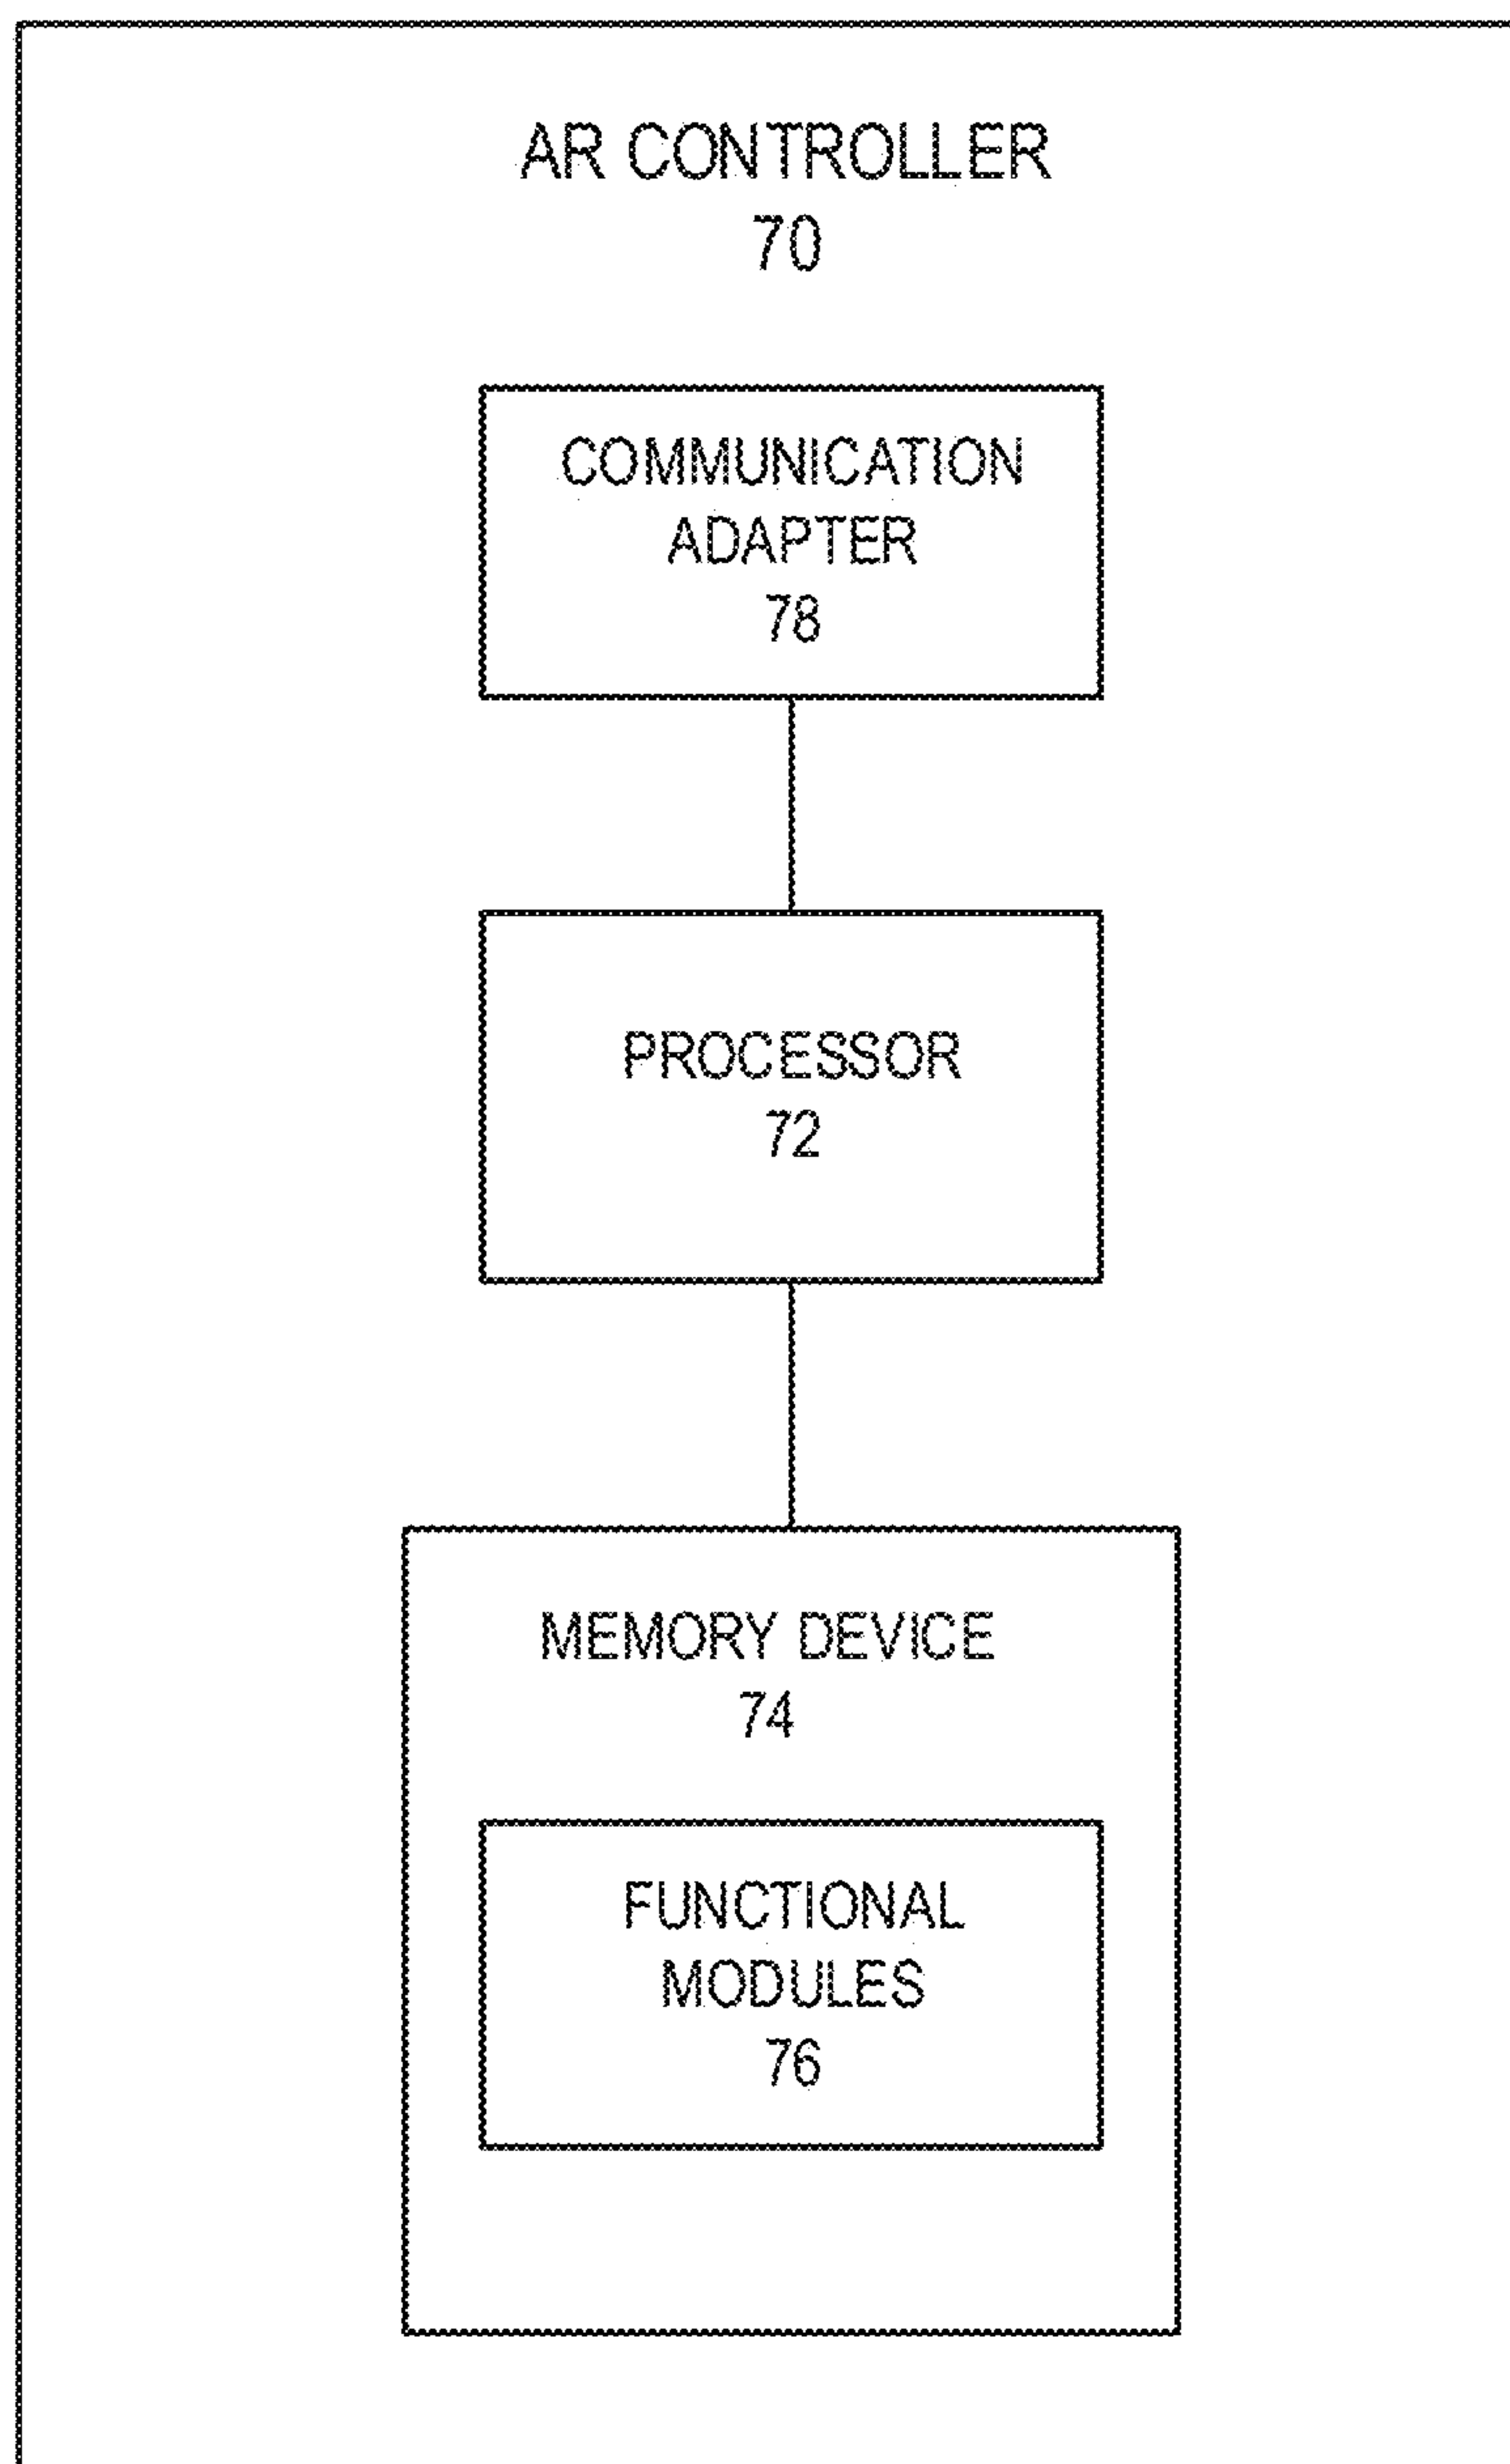 AR CONTROLLER
70
COMMUNICATION
ADAPTER
78
PROCESSOR
72
MEMORY DEVICE
74
FUNCTIONAL
MODULES
76